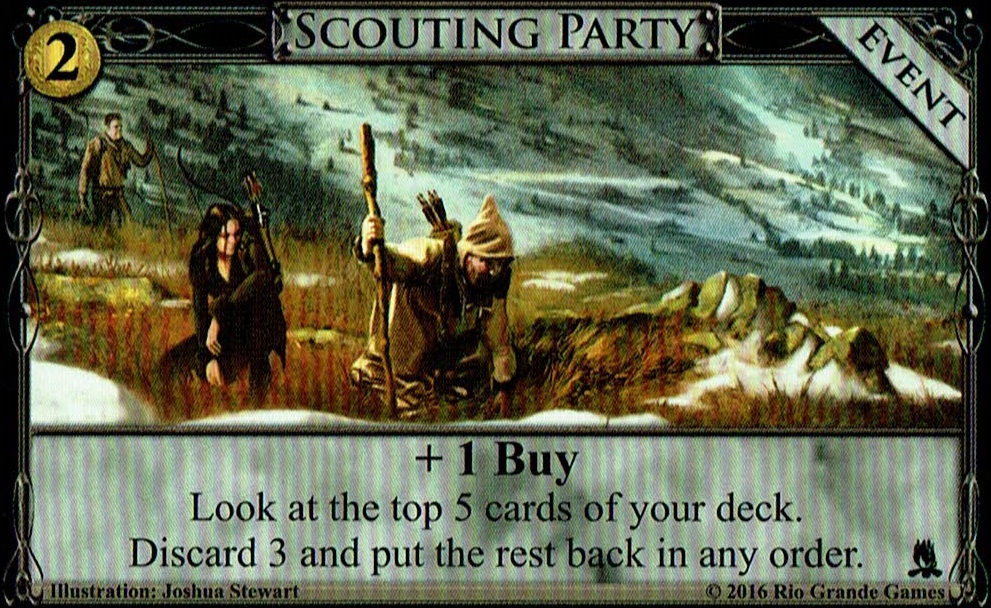 2
SCOUTING PARTY
EVENT
+ 1 Buy
Look at the top 5 cards of your deck.
Discard 3 and put the rest back in any order.
Illustration: Joshua Stewart
© 2016 Rio Grande Games